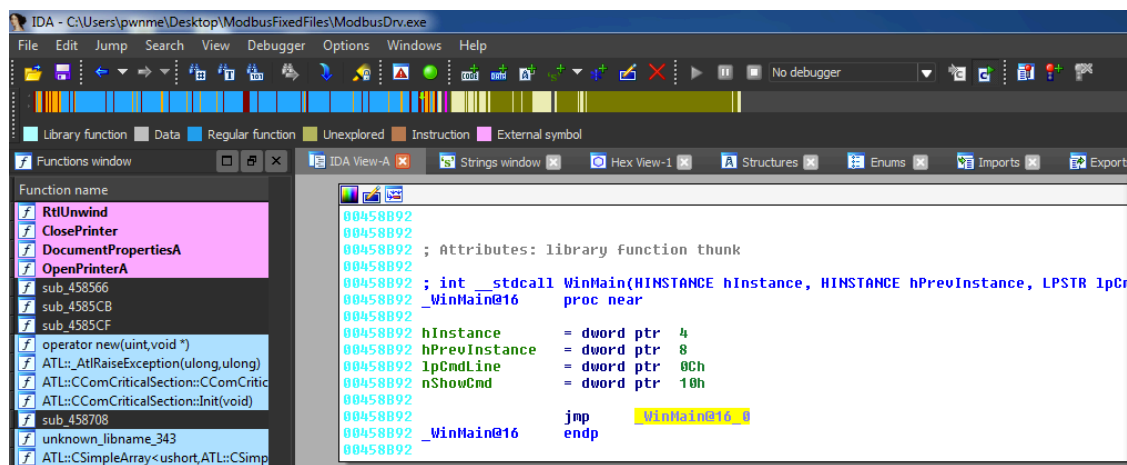 IDA - C:\Users\pwnme\Desktop\ModbusFixedFiles\ModbusDrv.exe
File Edit Jump Search View Debugger Options Windows Help
No debugger
Library function Data Regular function Unexplored Instruction External symbol
Functions window
IDA View-A Strings window Hex View-1 Structures Enums Imports Export
Function name
RtlUnwind
ClosePrinter
DocumentPropertiesA
OpenPrinterA
sub_458566
sub_4585CB
sub_4585CF
operator new(uint,void *)
ATL::_AtlRaiseException(ulong,ulong)
ATL::CComCriticalSection::CComCritic
ATL::CComCriticalSection::Init(void)
sub_458708
unknown_libname_343
ATL::CSimpleArray<ushort,ATL::CSimp
00458B92
00458B92
00458B92 ; Attributes: library function thunk
00458B92
00458B92 ; int __stdcall WinMain(HINSTANCE hInstance, HINSTANCE hPrevInstance, LPSTR lpCm
00458B92 _WinMain@16 proc near
00458B92
00458B92 hInstance = dword ptr 4
00458B92 hPrevInstance = dword ptr 8
00458B92 lpCmdLine = dword ptr 0Ch
00458B92 nShowCmd = dword ptr 10h
00458B92
00458B92 jmp _WinMain@16_0
00458B92 _WinMain@16 endp
00458B92